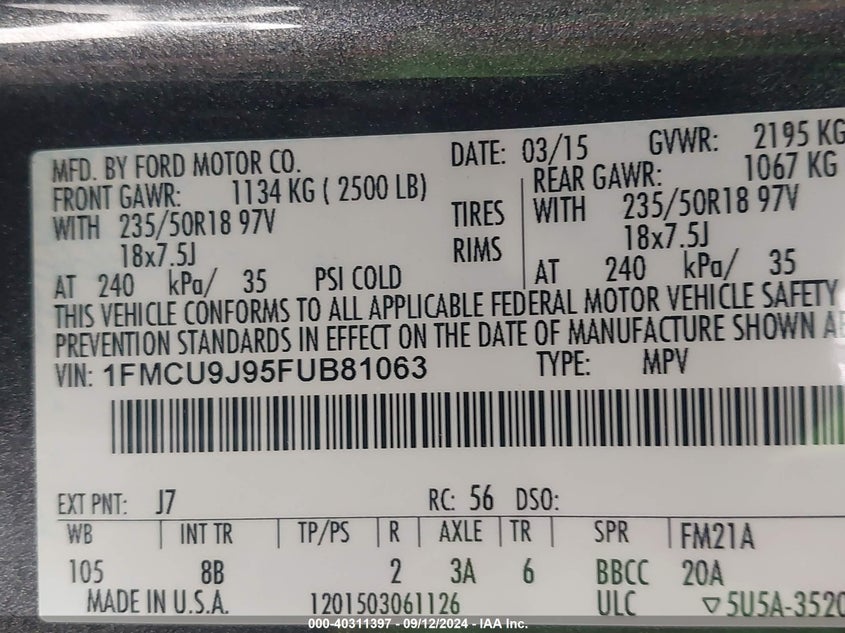 MFD. BY FORD MOTOR CO. DATE: 03/15 GVWR: 2195 KG
FRONT GAWR: 1134 KG ( 2500 LB) REAR GAWR: 1067 KG
WITH 235/50R18 97V TIRES WITH 235/50R18 97V
18x7.5J RIMS 18x7.5J
AT 240 kPa/ 35 PSI COLD AT 240 kPa/ 35
THIS VEHICLE CONFORMS TO ALL APPLICABLE FEDERAL MOTOR VEHICLE SAFETY
PREVENTION STANDARDS IN EFFECT ON THE DATE OF MANUFACTURE SHOWN
VIN: 1FMCU9J95FUB81063 TYPE: MPV
EXT PNT: J7 RC: 56 DSO:
WB INT TR TP/PS R AXLE TR SPR FM21A
105 8B 2 3A 6 BBCC 20A
MADE IN U.S.A. 1201503061126 ULC ▽5U5A-3520
000-40311397 - 09/12/2024 - IAA Inc.